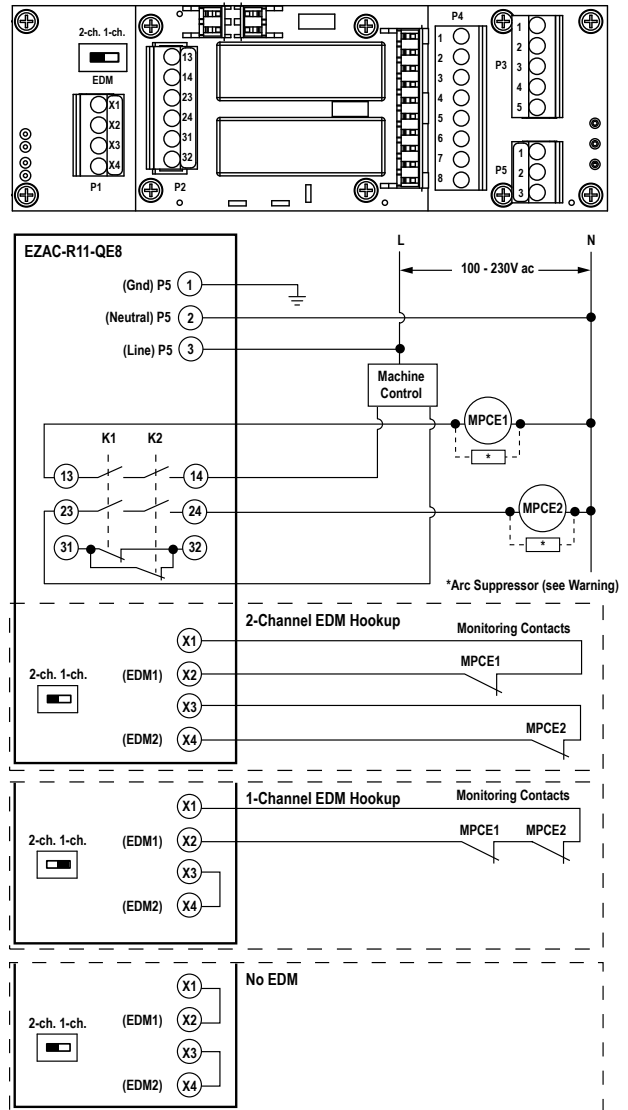 2-ch. 1-ch.
EDM
X1
X2
X3
X4
P1
13
14
23
24
31
32
P2
P4
1
2
3
4
5
6
7
8
P3
1
2
3
4
5
P5
1
2
3
EZAC-R11-QE8
L
N
100 - 230V ac
(Gnd) P5 1
(Neutral) P5 2
(Line) P5 3
Machine
Control
MPCE1
*
K1 K2
13 14
23 24
MPCE2
*
31 32
*Arc Suppressor (see Warning)
2-Channel EDM Hookup
Monitoring Contacts
X1
MPCE1
2-ch. 1-ch.
(EDM1) X2
X3
MPCE2
(EDM2) X4
1-Channel EDM Hookup
Monitoring Contacts
X1
MPCE1 MPCE2
2-ch. 1-ch.
(EDM1) X2
X3
(EDM2) X4
No EDM
X1
2-ch. 1-ch.
(EDM1) X2
X3
(EDM2) X4